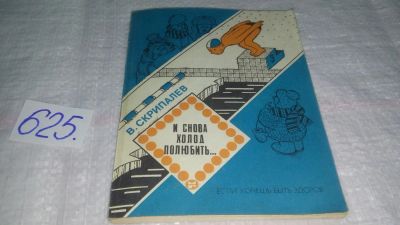 625.
В. СКРИПАЛЕВ
И СНОВА
ХОЛОД
ПОЛЮБИТЬ...
ЕСЛИ ХОЧЕШЬ БЫТЬ ЗДОРОВ